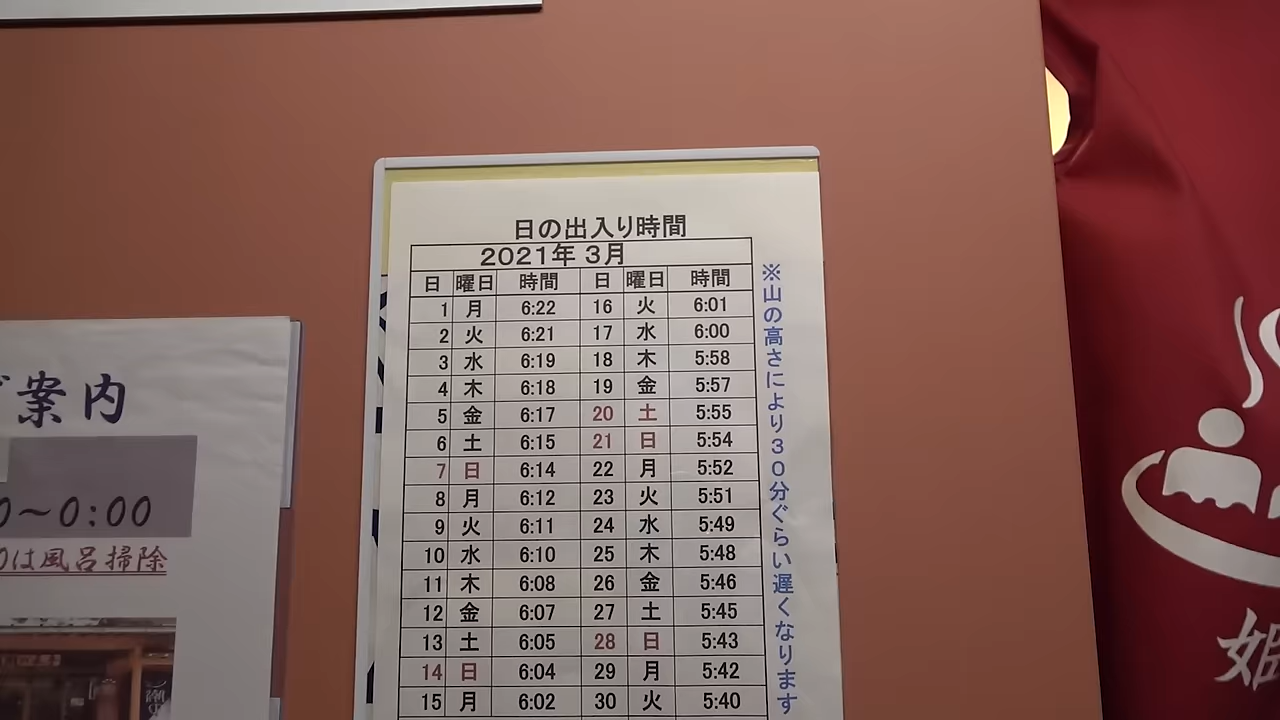 日の出入り時間
2021年 3月
日 曜日 時間 日 曜日 時間
1 月 6:22 16 火 6:01
2 火 6:21 17 水 6:00
3 水 6:19 18 木 5:58
4 木 6:18 19 金 5:57
5 金 6:17 20 土 5:55
6 土 6:15 21 日 5:54
7 日 6:14 22 月 5:52
8 月 6:12 23 火 5:51
9 火 6:11 24 水 5:49
10 水 6:10 25 木 5:48
11 木 6:08 26 金 5:46
12 金 6:07 27 土 5:45
13 土 6:05 28 日 5:43
14 日 6:04 29 月 5:42
15 月 6:02 30 火 5:40
※山の高さにより30分ぐらい遅くなります
案内
～0:00
は風呂掃除
姫